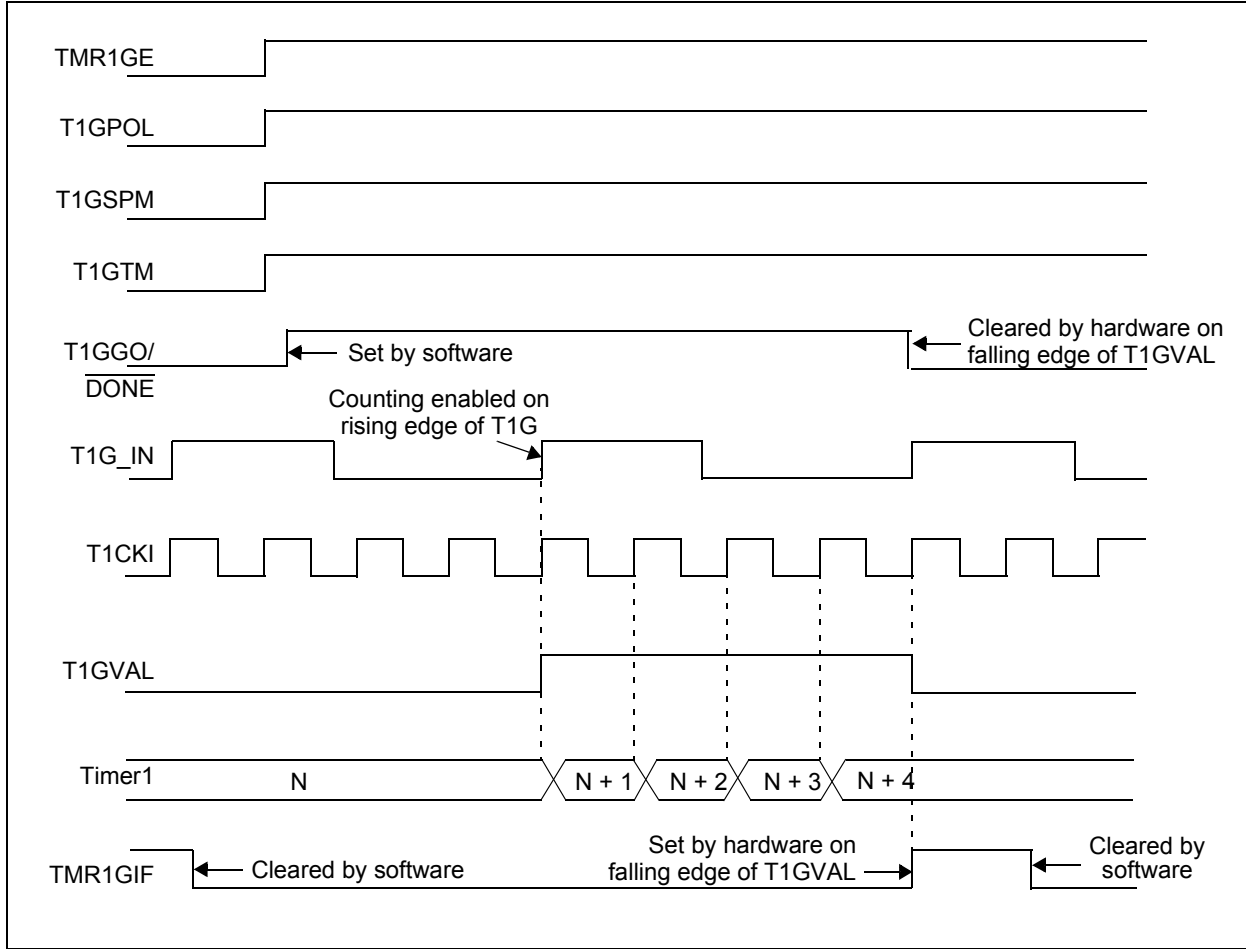 TMR1GE
T1GPOL
T1GSPM
T1GTM
T1GGO/
DONE
Set by software
Cleared by hardware on
falling edge of T1GVAL
Counting enabled on
rising edge of T1G
T1G_IN
T1CKI
T1GVAL
Timer1
N
N + 1
N + 2
N + 3
N + 4
TMR1GIF
Cleared by software
Set by hardware on
falling edge of T1GVAL
Cleared by
software